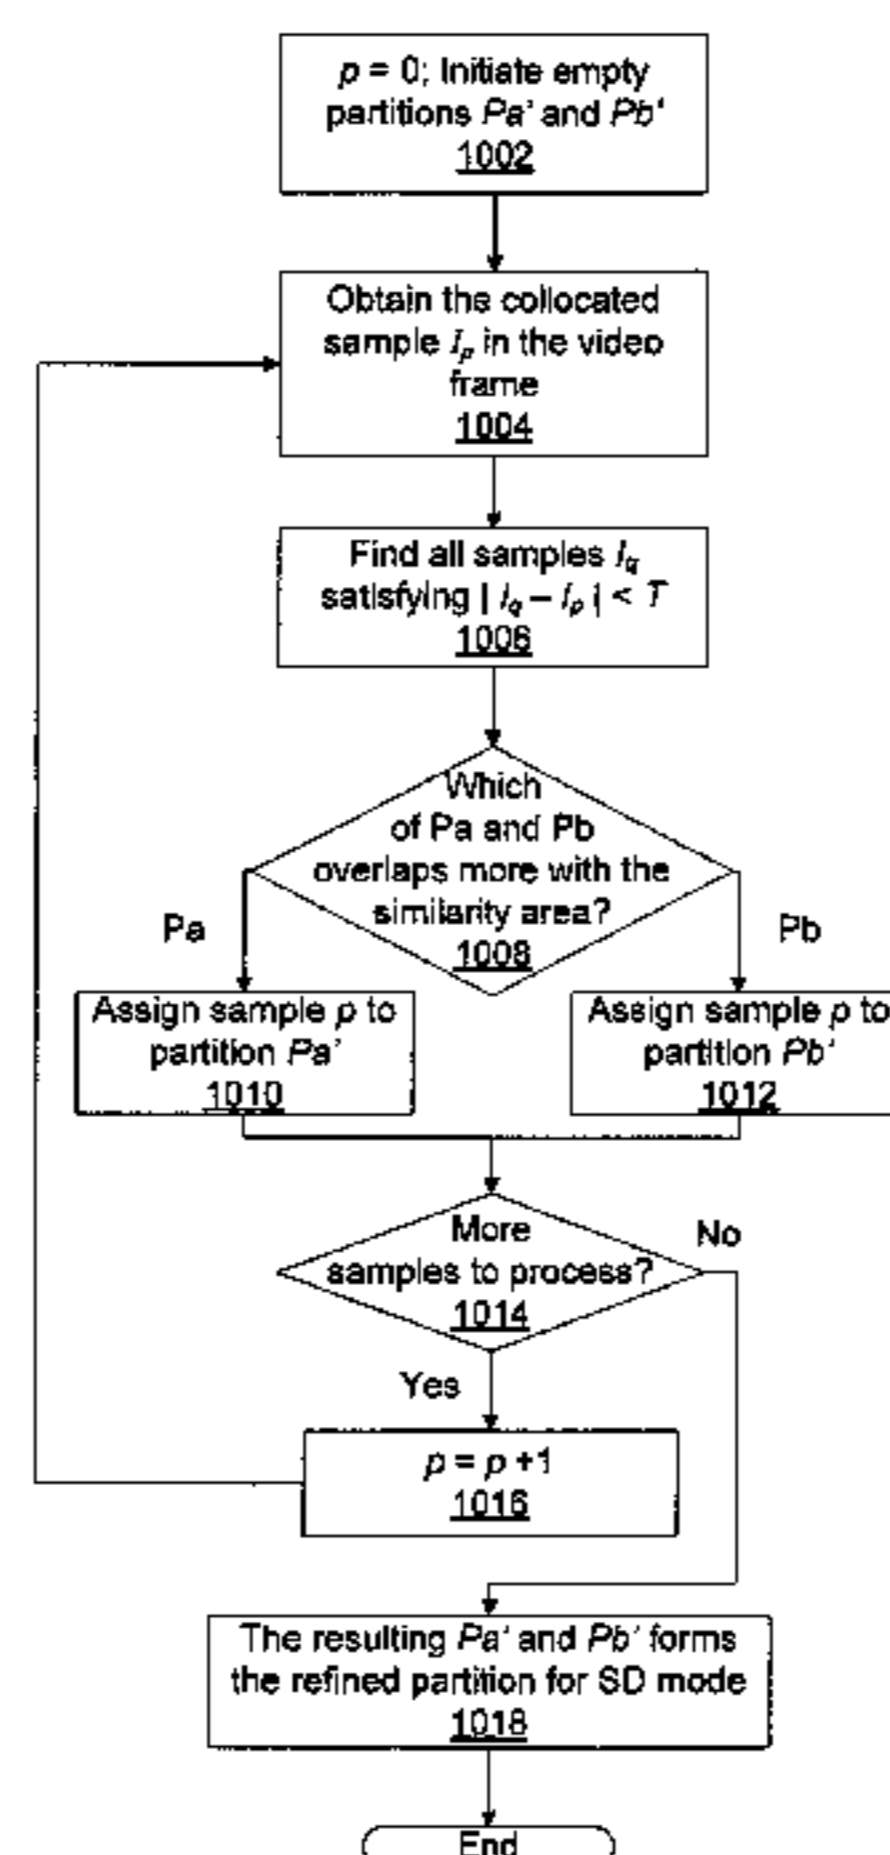 p = 0; Initiate empty
partitions Pa' and Pb'
1002
Obtain the collocated
sample Ip in the video
frame
1004
Find all samples Iq
satisfying | Iq – Ip | < T
1006
Which
of Pa and Pb
overlaps more with the
similarity area?
1008
Pa
Pb
Assign sample p to
partition Pa'
1010
Assign sample p to
partition Pb'
1012
More
samples to process?
1014
No
Yes
p = p +1
1016
The resulting Pa' and Pb' forms
the refined partition for SD mode
1018
End